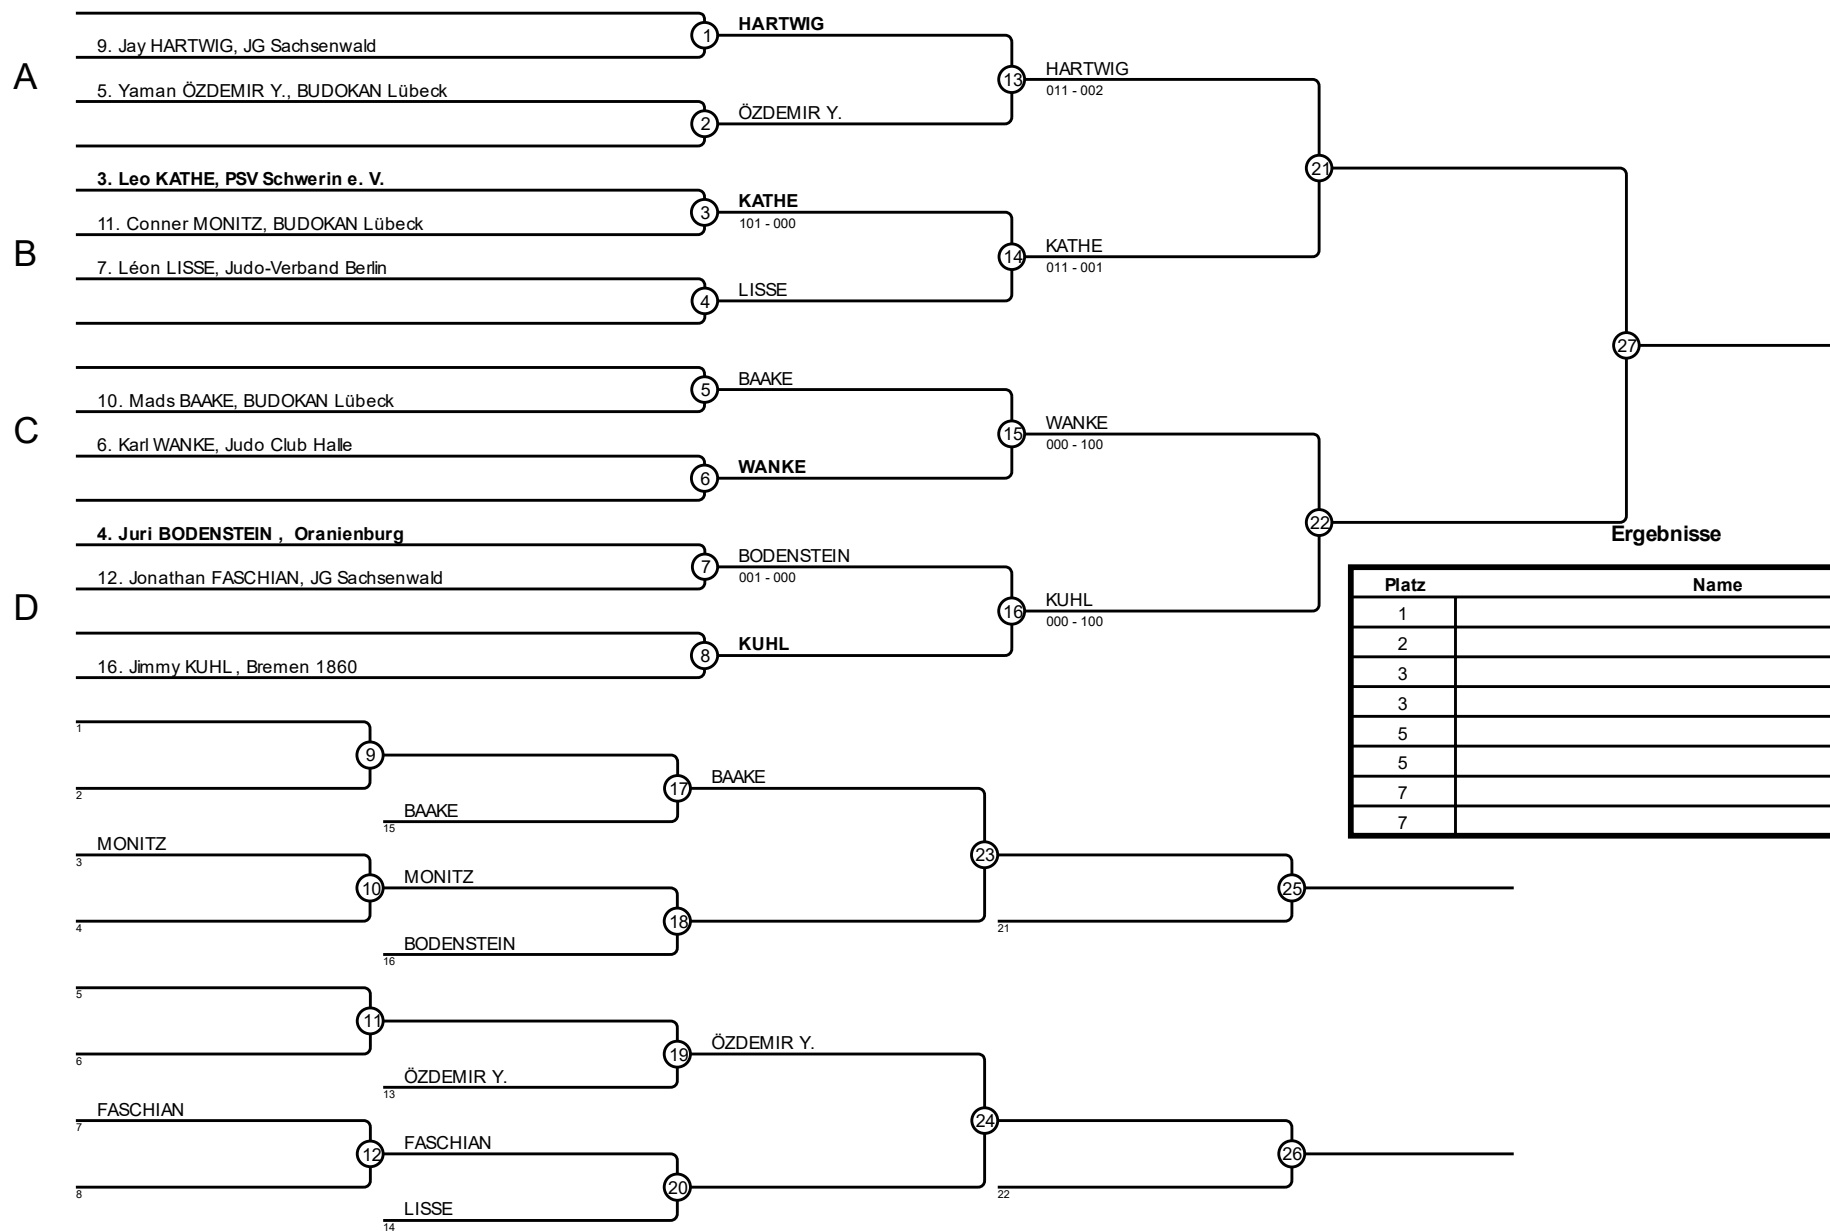 HARTWIG
9. Jay HARTWIG, JG Sachsenwald
1
A
HARTWIG
13
011 - 002
5. Yaman ÖZDEMIR Y., BUDOKAN Lübeck
ÖZDEMIR Y.
2
21
3. Leo KATHE, PSV Schwerin e. V.
KATHE
3
101 - 000
11. Conner MONITZ, BUDOKAN Lübeck
B
KATHE
14
011 - 001
7. Léon LISSE, Judo-Verband Berlin
LISSE
4
27
BAAKE
5
10. Mads BAAKE, BUDOKAN Lübeck
C
WANKE
15
000 - 100
6. Karl WANKE, Judo Club Halle
WANKE
6
22
4. Juri BODENSTEIN , Oranienburg
Ergebnisse
BODENSTEIN
7
001 - 000
12. Jonathan FASCHIAN, JG Sachsenwald
D
KUHL
16
000 - 100
KUHL
8
16. Jimmy KUHL , Bremen 1860
Platz Name
1
2
3
3
5
5
7
7
1
9
2
17
BAAKE
BAAKE
15
MONITZ
3
10
MONITZ
4
18
BODENSTEIN
16
23
25
21
5
11
6
19
ÖZDEMIR Y.
ÖZDEMIR Y.
13
FASCHIAN
7
12
FASCHIAN
8
20
LISSE
14
24
26
22